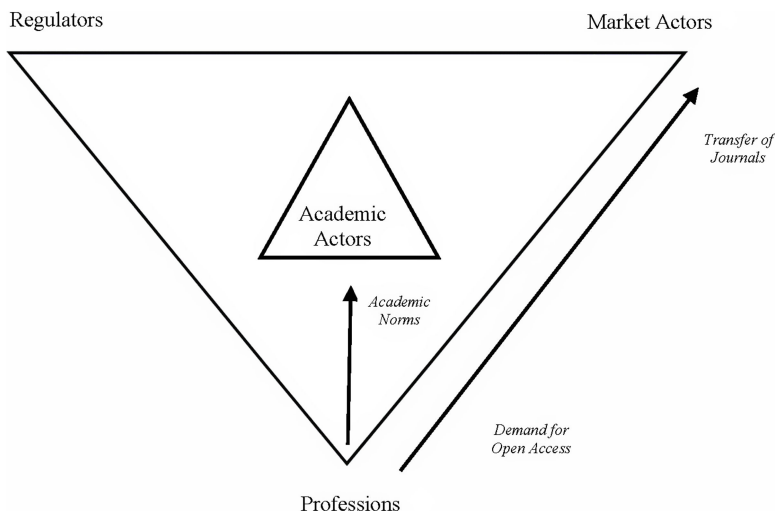 Regulators
Market Actors
Transfer of
Journals
Academic
Actors
Academic
Norms
Demand for
Open Access
Professions